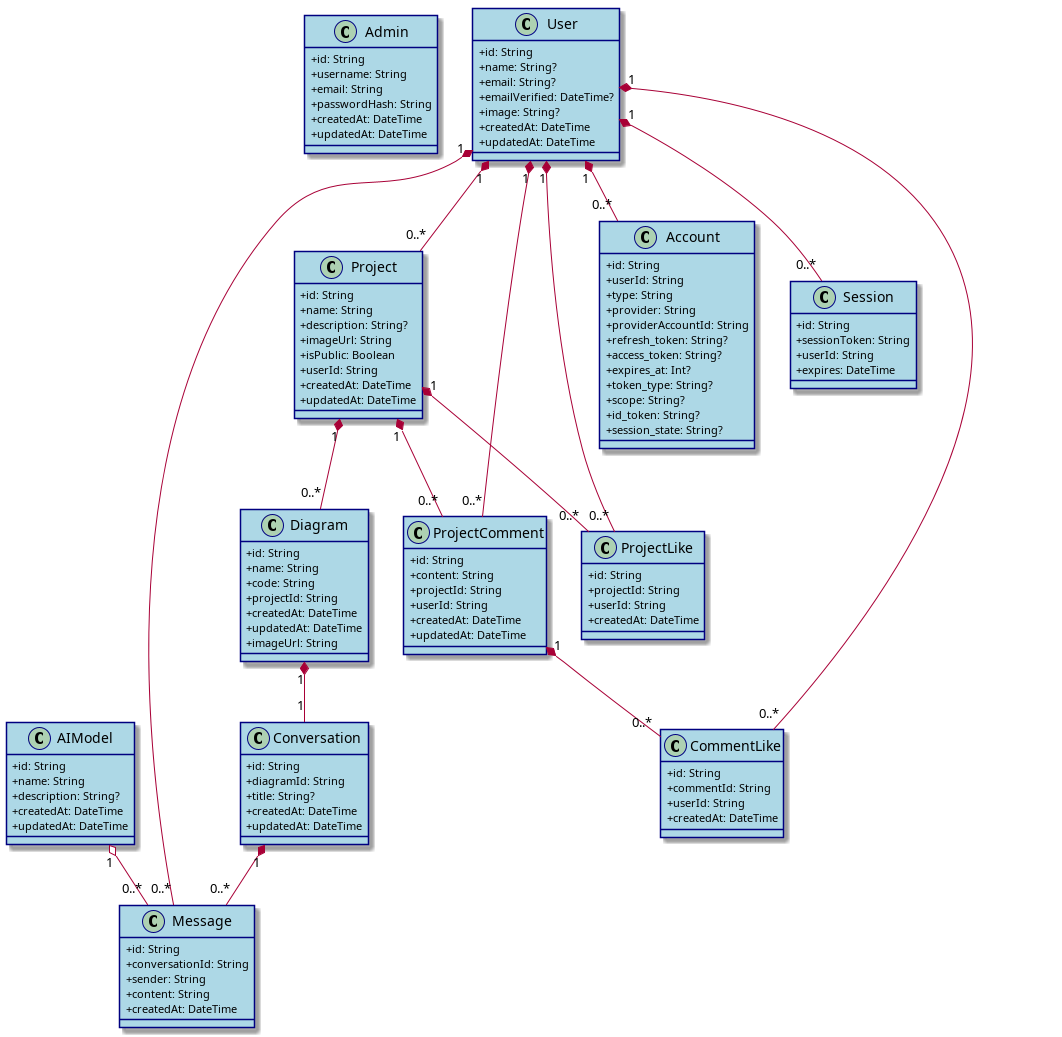 C Admin
+id: String
+username: String
+email: String
+passwordHash: String
+createdAt: DateTime
+updatedAt: DateTime
C User
+id: String
+name: String?
+email: String?
+emailVerified: DateTime?
+image: String?
+createdAt: DateTime
+updatedAt: DateTime
1
1
1
1
1
1
1
0..*
0..*
0..*
C Project
+id: String
+name: String
+description: String?
+imageUrl: String
+isPublic: Boolean
+userId: String
+createdAt: DateTime
+updatedAt: DateTime
C Account
+id: String
+userId: String
+type: String
+provider: String
+providerAccountId: String
+refresh_token: String?
+access_token: String?
+expires_at: Int?
+token_type: String?
+scope: String?
+id_token: String?
+session_state: String?
C Session
+id: String
+sessionToken: String
+userId: String
+expires: DateTime
1
1
1
0..*
0..*
0..*
0..*
0..*
C Diagram
+id: String
+name: String
+code: String
+projectId: String
+createdAt: DateTime
+updatedAt: DateTime
+imageUrl: String
C ProjectComment
+id: String
+content: String
+projectId: String
+userId: String
+createdAt: DateTime
+updatedAt: DateTime
C ProjectLike
+id: String
+projectId: String
+userId: String
+createdAt: DateTime
1
1
1
0..*
0..*
C AIModel
+id: String
+name: String
+description: String?
+createdAt: DateTime
+updatedAt: DateTime
C Conversation
+id: String
+diagramId: String
+title: String?
+createdAt: DateTime
+updatedAt: DateTime
C CommentLike
+id: String
+commentId: String
+userId: String
+createdAt: DateTime
1
1
0..*
0..*
0..*
C Message
+id: String
+conversationId: String
+sender: String
+content: String
+createdAt: DateTime